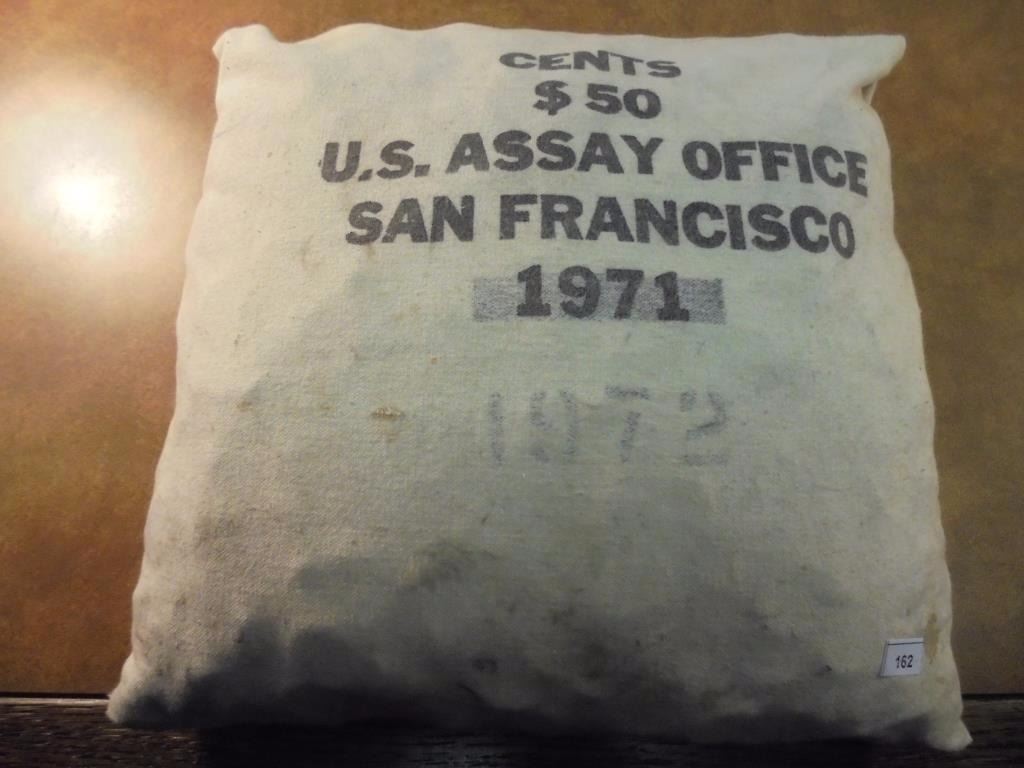 CENTS
$50
U.S. ASSAY OFFICE
SAN FRANCISCO
1971
1972
162